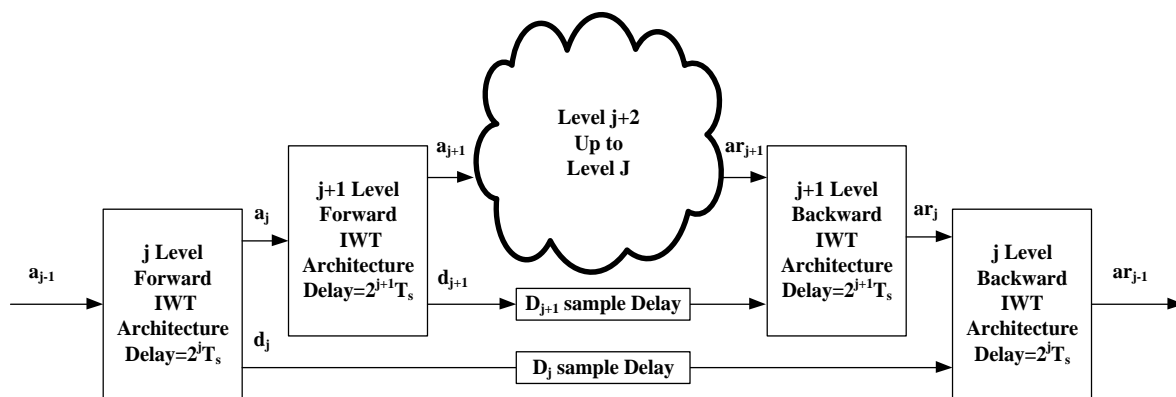 a_{j-1}
j Level
Forward
IWT
Architecture
Delay=2^jT_s
a_j
d_j
j+1 Level
Forward
IWT
Architecture
Delay=2^{j+1}T_s
a_{j+1}
d_{j+1}
Level j+2
Up to
Level J
D_{j+1} sample Delay
D_j sample Delay
ar_{j+1}
j+1 Level
Backward
IWT
Architecture
Delay=2^{j+1}T_s
ar_j
j Level
Backward
IWT
Architecture
Delay=2^jT_s
ar_{j-1}